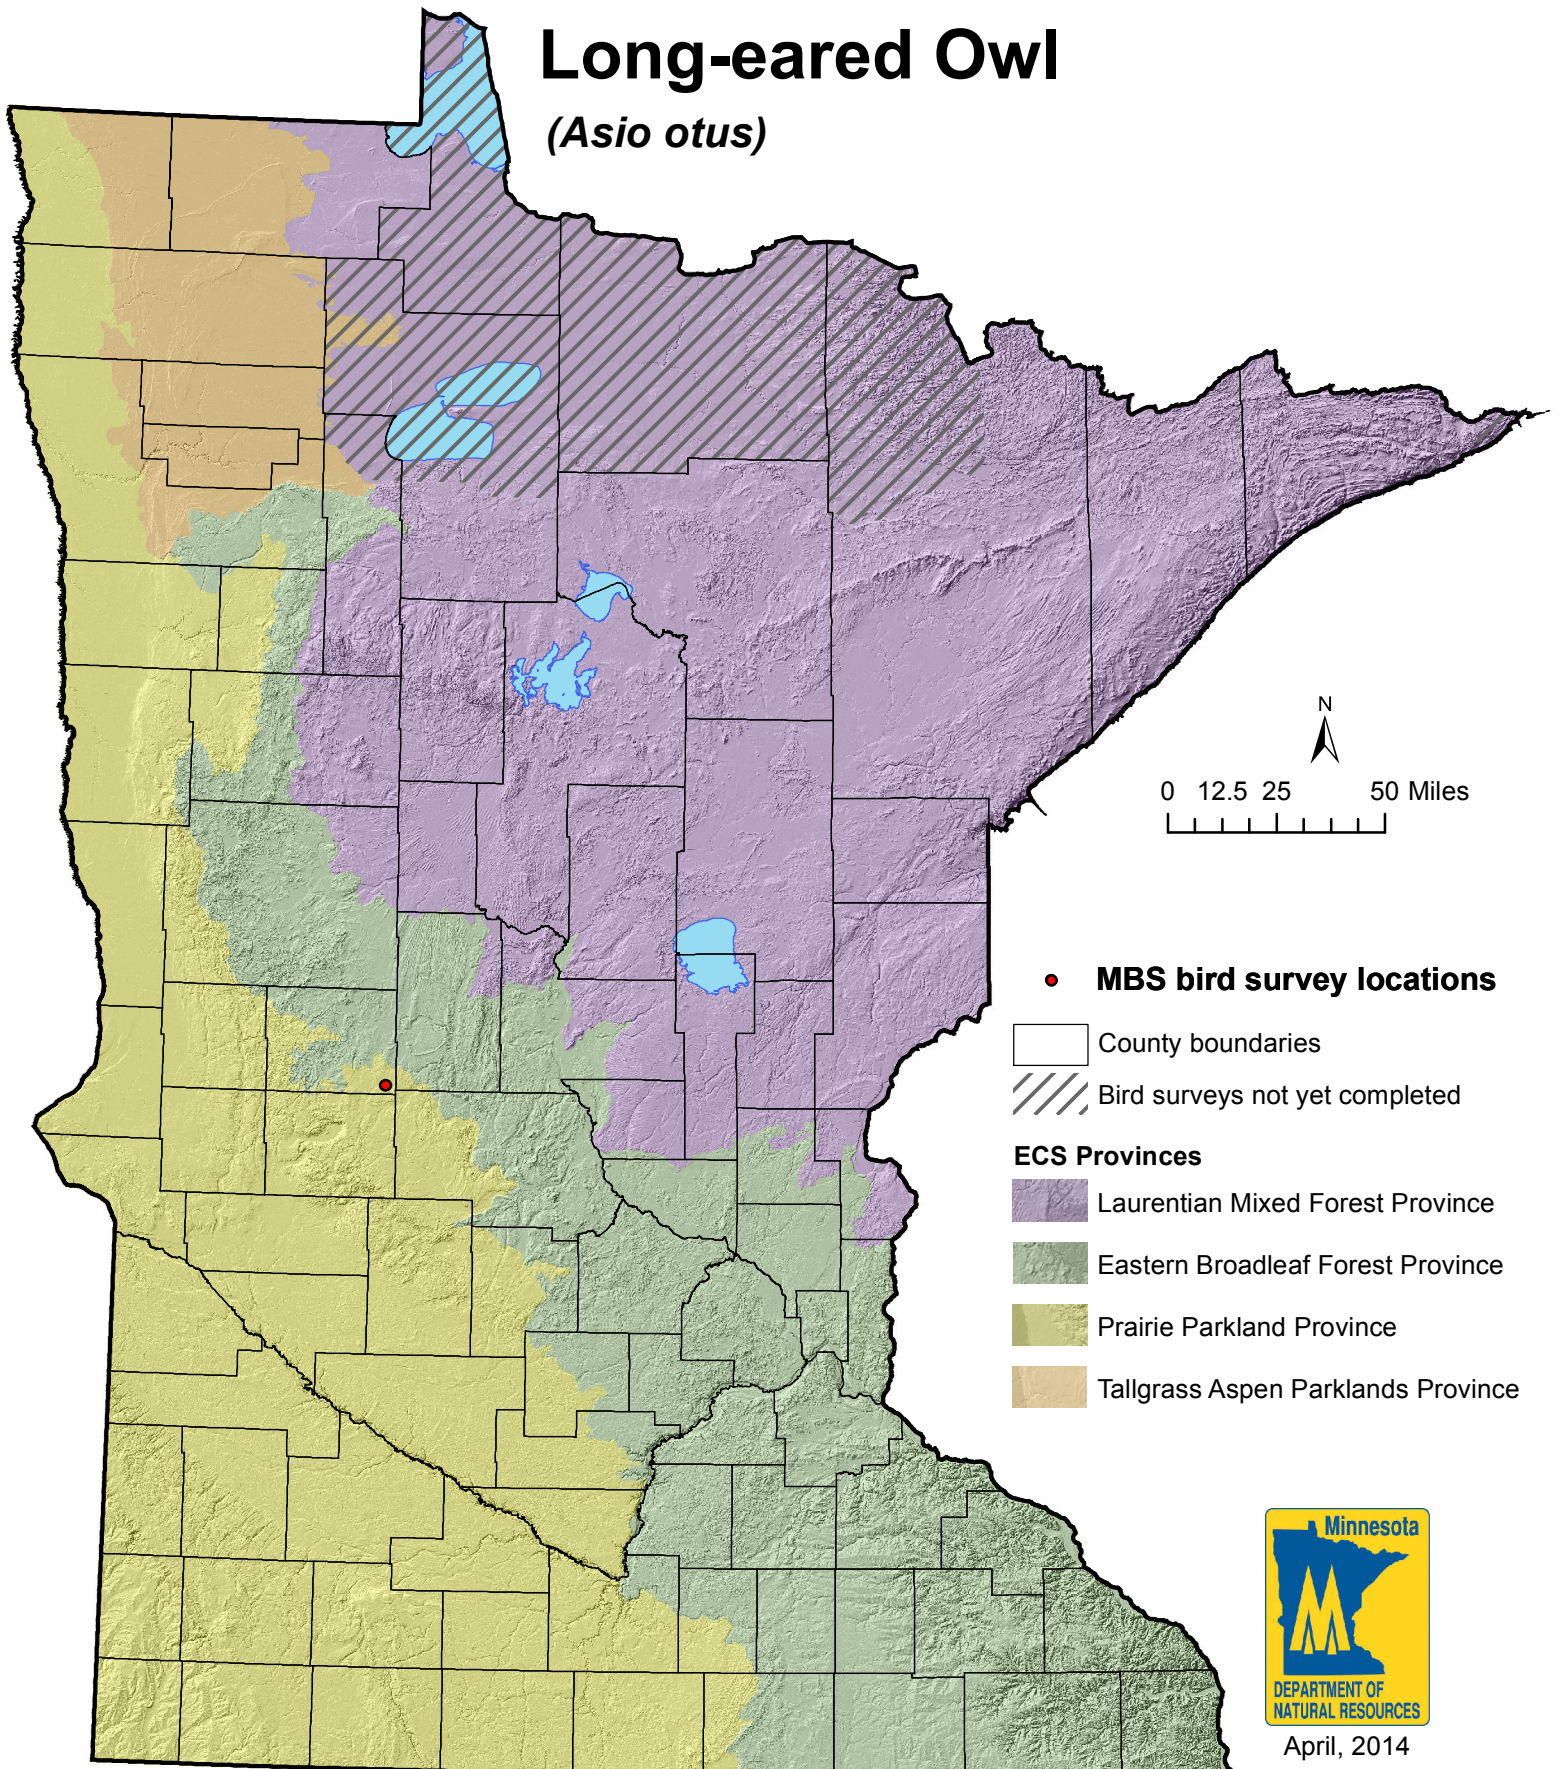 Long-eared Owl
(Asio otus)
N
0 12.5 25 50 Miles
MBS bird survey locations
County boundaries
Bird surveys not yet completed
ECS Provinces
Laurentian Mixed Forest Province
Eastern Broadleaf Forest Province
Prairie Parkland Province
Tallgrass Aspen Parklands Province
Minnesota
DEPARTMENT OF
NATURAL RESOURCES
April, 2014